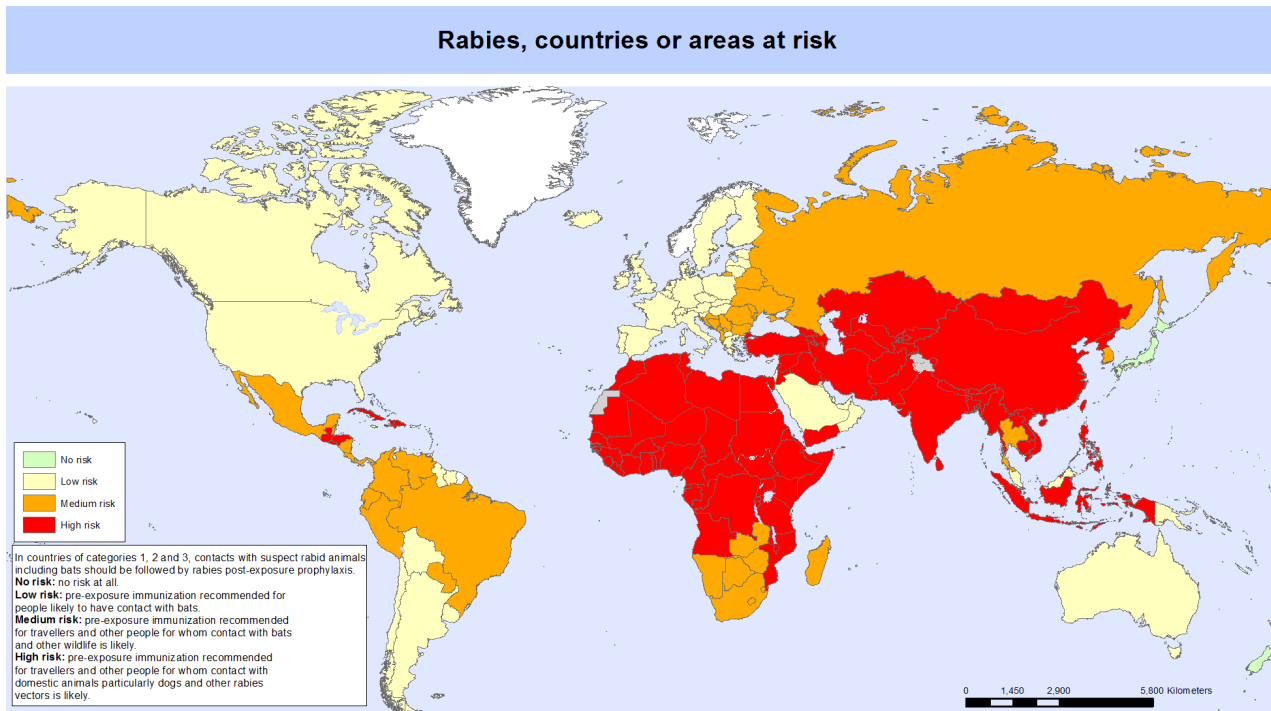 Rabies, countries or areas at risk
No risk
Low risk
Medium risk
High risk
In countries of categories 1, 2 and 3, contacts with suspect rabid animals
including bats should be followed by rabies post-exposure prophylaxis.
No risk: no risk at all.
Low risk: pre-exposure immunization recommended for
people likely to have contact with bats.
Medium risk: pre-exposure immunization recommended
for travellers and other people for whom contact with bats
and other wildlife is likely.
High risk: pre-exposure immunization recommended
for travellers and other people for whom contact with
domestic animals particularly dogs and other rabies
vectors is likely.
0 1,450 2,900 5,800 Kilometers